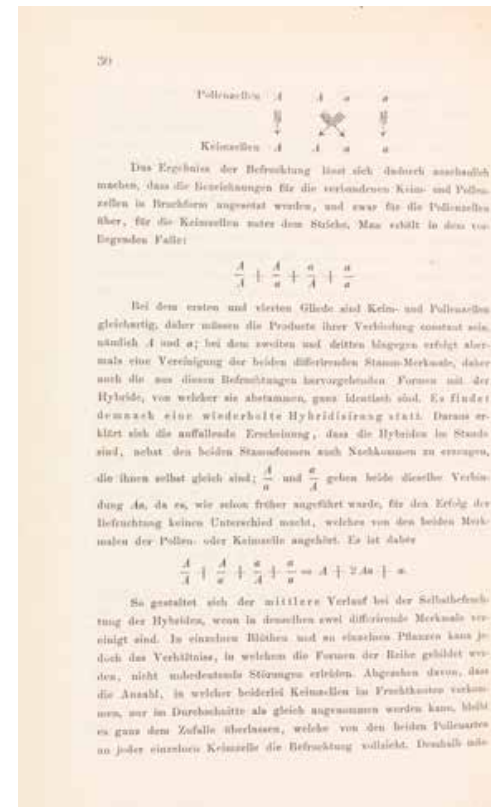 30
Pollenzellen A A a a
Keimzellen A A a a
Das Ergebniss der Befruchtung lässt sich dadurch anschaulich
machen, dass die Bezeichnungen für die verbundenen Keim- und Pollen-
zellen in Bruchform angesetzt werden, und zwar für die Pollenzellen
über, für die Keimzellen unter dem Striche. Man erhält in dem vor-
liegenden Falle:
A/A + A/a + a/A + a/a
Bei dem ersten und vierten Gliede sind Keim- und Pollenzellen
gleichartig, daher müssen die Producte ihrer Verbindung constant sein,
nämlich A und a; bei dem zweiten und dritten hingegen erfolgt aber-
mals eine Vereinigung der beiden differirenden Stamm-Merkmale, daher
auch die aus diesen Befruchtungen hervorgehenden Formen mit der
Hybride, von welcher sie abstammen, ganz identisch sind. Es findet
demnach eine wiederholte Hybridisirung statt. Daraus er-
klärt sich die auffallende Erscheinung, dass die Hybriden im Stande
sind, nebst den beiden Stammformen auch Nachkommen zu erzeugen,
die ihnen selbst gleich sind; A/a und a/A geben beide dieselbe Verbin-
dung Aa, da es, wie schon früher angeführt wurde, für den Erfolg der
Befruchtung keinen Unterschied macht, welches von den beiden Merk-
malen der Pollen- oder Keimzelle angehört. Es ist daher
A/A + A/a + a/A + a/a = A + 2Aa + a.
So gestaltet sich der mittlere Verlauf bei der Selbstbefruch-
tung der Hybriden, wenn in denselben zwei differirende Merkmale ver-
einigt sind. In einzelnen Blüthen und an einzelnen Pflanzen kann je-
doch das Verhältniss, in welchem die Formen der Reihe gebildet wer-
den, nicht unbedeutende Störungen erleiden. Abgesehen davon, dass
die Anzahl, in welcher beiderlei Keimzellen im Fruchtknoten vorkom-
men, nur im Durchschnitte als gleich angenommen werden kann, bleibt
es ganz dem Zufalle überlassen, welche von den beiden Pollenarten
an jeder einzelnen Keimzelle die Befruchtung vollzieht. Desshalb müs-